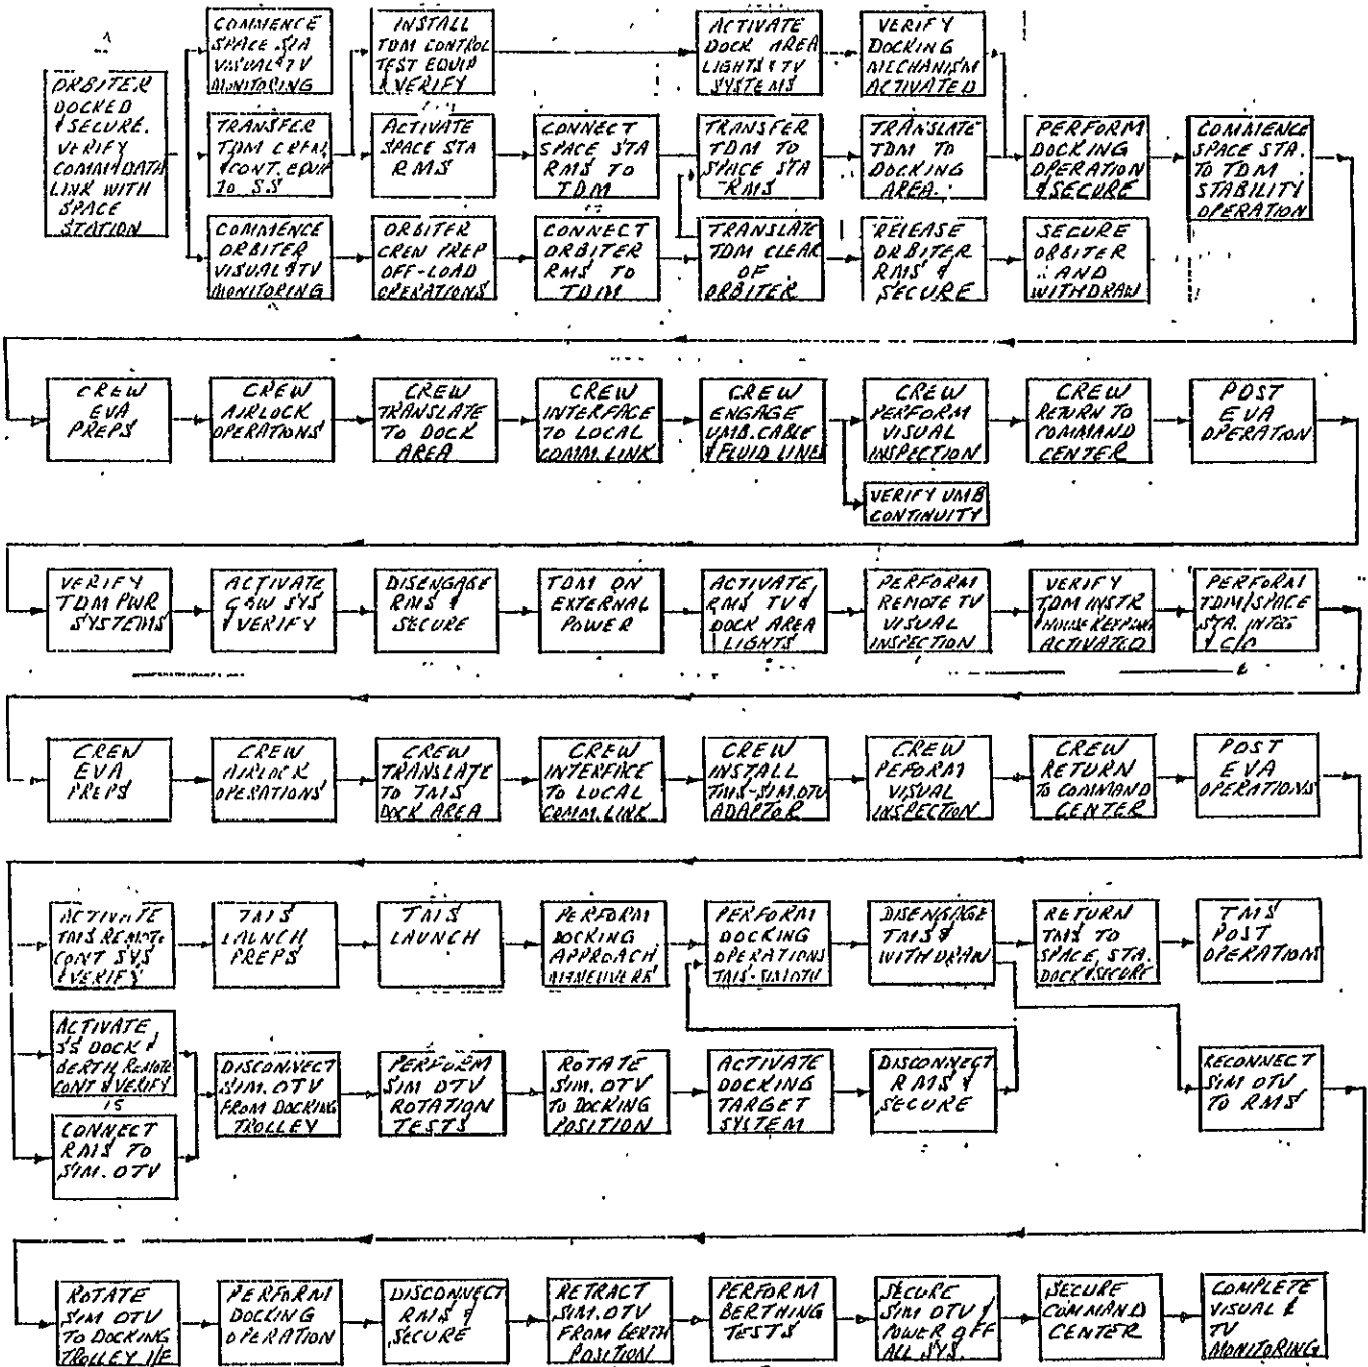 ORBITER
DOCKED
& SECURE.
VERIFY
COMM/DATA
LINK WITH
SPACE
STATION
COMMENCE
SPACE STA
VISUAL & TV
MONITORING
TRANSFER
TDM CREW,
& CONT. EQUIP
TO SS
COMMENCE
ORBITER
VISUAL & TV
MONITORING
INSTALL
TDM CONTROL
TEST EQUIP
& VERIFY
ACTIVATE
SPACE STA
RMS
ORBITER
CREW PREP
OFF-LOAD
OPERATIONS
CONNECT
SPACE STA
RMS TO
TDM
CONNECT
ORBITER
RMS TO
TDM
ACTIVATE
DOCK AREA
LIGHTS & TV
SYSTEMS
TRANSFER
TDM TO
SPACE STA
RMS
TRANSLATE
TDM CLEAR
OF
ORBITER
VERIFY
DOCKING
MECHANISM
ACTIVATED
TRANSLATE
TDM TO
DOCKING
AREA.
RELEASE
ORBITER
RMS &
SECURE
PERFORM
DOCKING
OPERATION
& SECURE
SECURE
ORBITER
AND
WITHDRAW
COMMENCE
SPACE STA.
TO TDM
STABILITY
OPERATION
CREW
EVA
PREPS
CREW
AIRLOCK
OPERATIONS
CREW
TRANSLATE
TO DOCK
AREA
CREW
INTERFACE
TO LOCAL
COMM. LINK
CREW
ENGAGE
UMB. CABLE
& FLUID LINES
CREW
PERFORM
VISUAL
INSPECTION
VERIFY UMB
CONTINUITY
CREW
RETURN TO
COMMAND
CENTER
POST
EVA
OPERATION
VERIFY
TDM PWR
SYSTEMS
ACTIVATE
C&W SYS
& VERIFY
DISENGAGE
RMS &
SECURE
TDM ON
EXTERNAL
POWER
ACTIVATE
RMS TV &
DOCK AREA
LIGHTS
PERFORM
REMOTE TV
VISUAL
INSPECTION
VERIFY
TDM INSTR
HOUSEKEPING
ACTIVATED
PERFORM
TDM/SPACE
STA. INTEG
& C/O
CREW
EVA
PREPS
CREW
AIRLOCK
OPERATIONS
CREW
TRANSLATE
TO TMS
DOCK AREA
CREW
INTERFACE
TO LOCAL
COMM. LINK
CREW
INSTALL
TMS-SIM.OTV
ADAPTOR
CREW
PEFORM
VISUAL
INSPECTION
CREW
RETURN
TO COMMAND
CENTER
POST
EVA
OPERATIONS
ACTIVATE
TMS REMOTE
CONT SYS
& VERIFY
TMS
LAUNCH
PREPS
TMS
LAUNCH
PERFORM
DOCKING
APPROACH
MANEUVERS
PERFORM
DOCKING
OPERATIONS
TMS-SIM OTV
DISENGAGE
TMS &
WITHDRAW
RETURN
TMS TO
SPACE STA.
DOCK & SECURE
TMS
POST
OPERATIONS
ACTIVATE
SS DOCK &
BERTH REMOTE
CONT & VERIFY
15
CONNECT
RMS TO
SIM. OTV
DISCONNECT
SIM. OTV
FROM DOCKING
TROLLEY
PERFORM
SIM OTV
ROTATION
TESTS
ROTATE
SIM. OTV
TO DOCKING
POSITION
ACTIVATE
DOCKING
TARGET
SYSTEM
DISCONNECT
RMS &
SECURE
RECONNECT
SIM OTV
TO RMS
ROTATE
SIM OTV
TO DOCKING
TROLLEY I/F
PERFORM
DOCKING
OPERATION
DISCONNECT
RMS &
SECURE
RETRACT
SIM. OTV
FROM BERTH
POSITION
PERFORM
BERTHING
TESTS
SECURE
SIM OTV &
POWER OFF
ALL SYS.
SECURE
COMMAND
CENTER
COMPLETE
VISUAL &
TV
MONITORING